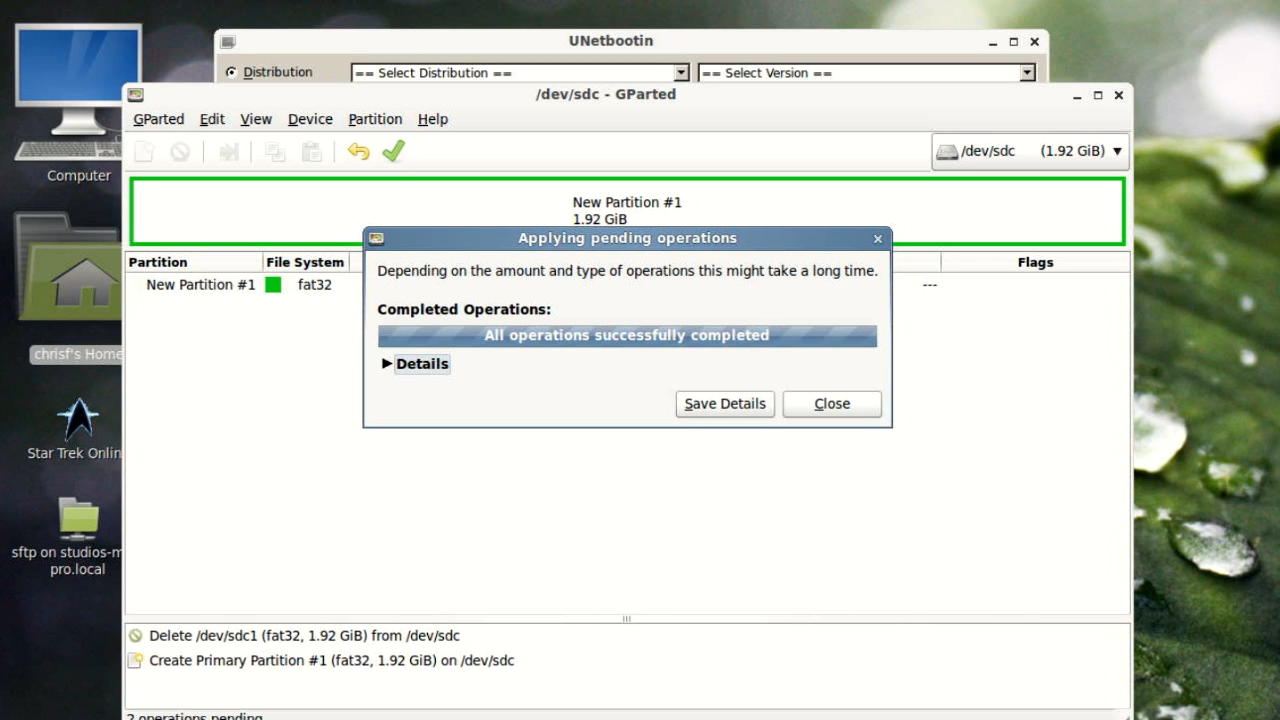 UNetbootin
Distribution
== Select Distribution ==
== Select Version ==
/dev/sdc - GParted
GParted Edit View Device Partition Help
/dev/sdc (1.92 GiB)
Computer
New Partition #1
1.92 GiB
Applying pending operations
Partition
File System
Flags
New Partition #1
fat32
---
Depending on the amount and type of operations this might take a long time.
Completed Operations:
All operations successfully completed
Details
Save Details
Close
chrisf's Home
Star Trek Onlin
sftp on studios-m
pro.local
Delete /dev/sdc1 (fat32, 1.92 GiB) from /dev/sdc
Create Primary Partition #1 (fat32, 1.92 GiB) on /dev/sdc
2 operations pending